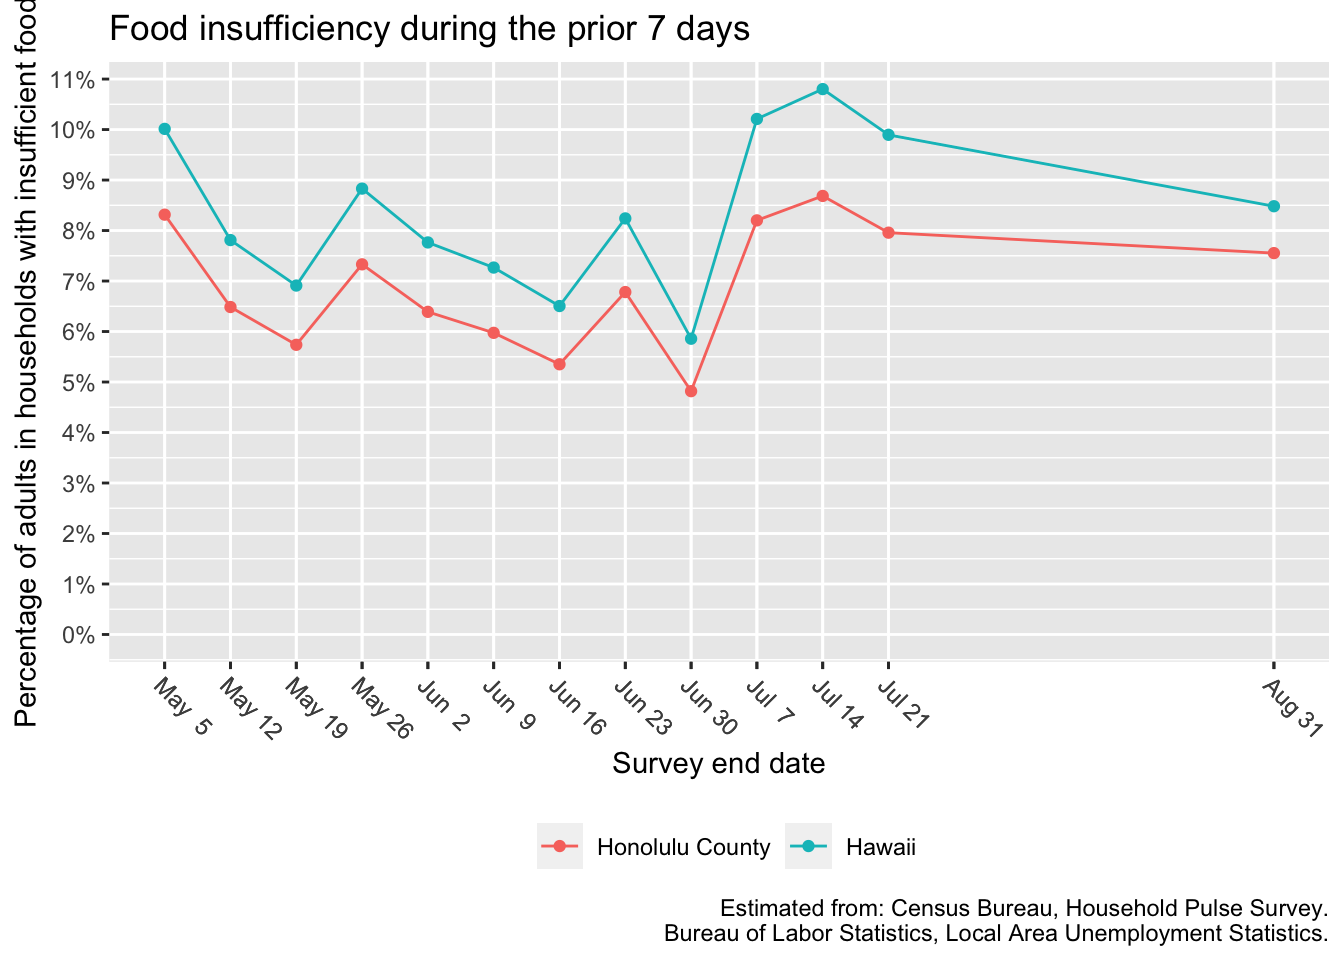 Food insufficiency during the prior 7 days
Percentage of adults in households with insufficient food
11%
10%
9%
8%
7%
6%
5%
4%
3%
2%
1%
0%
May  5
May 12
May 19
May 26
Jun  2
Jun  9
Jun 16
Jun 23
Jun 30
Jul  7
Jul 14
Jul 21
Aug 31
Survey end date
Honolulu County
Hawaii
Estimated from: Census Bureau, Household Pulse Survey.
Bureau of Labor Statistics, Local Area Unemployment Statistics.